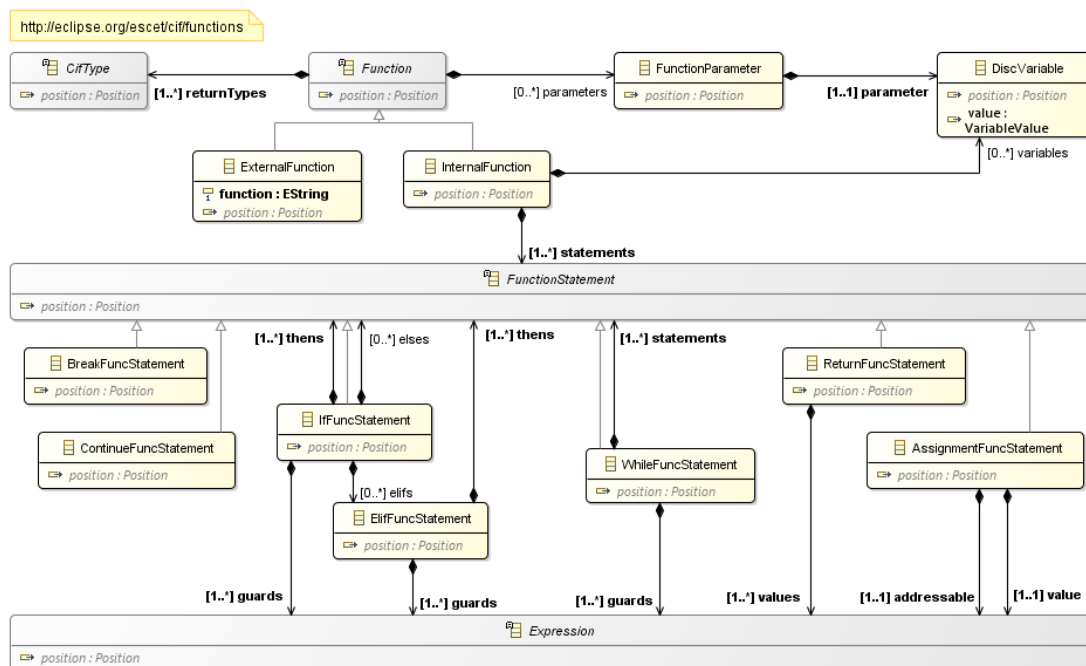 http://eclipse.org/escet/cif/functions
CifType
position : Position
[1..*] returnTypes
Function
position : Position
[0..*] parameters
FunctionParameter
position : Position
[1..1] parameter
DiscVariable
position : Position
value :
VariableValue
[0..*] variables
ExternalFunction
function : EString
position : Position
InternalFunction
position : Position
[1..*] statements
FunctionStatement
position : Position
[1..*] thens
[0..*] elses
[1..*] thens
[1..*] statements
BreakFuncStatement
position : Position
ReturnFuncStatement
position : Position
IfFuncStatement
position : Position
ContinueFuncStatement
position : Position
AssignmentFuncStatement
position : Position
WhileFuncStatement
position : Position
[0..*] elifs
ElifFuncStatement
position : Position
[1..*] guards
[1..*] guards
[1..*] guards
[1..*] values
[1..1] addressable
[1..1] value
Expression
position : Position